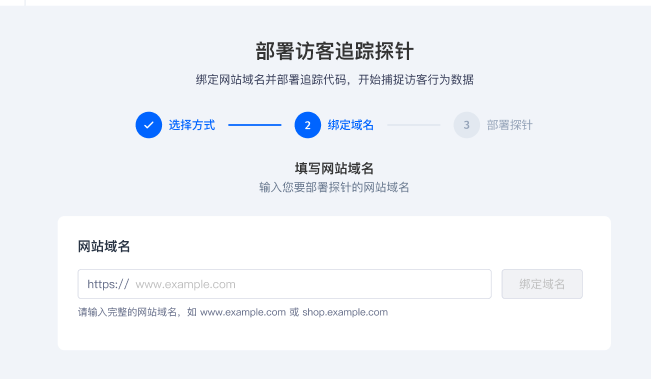 部署访客追踪探针
绑定网站域名并部署追踪代码，开始捕捉访客行为数据
选择方式 2 绑定域名 3 部署探针
填写网站域名
输入您要部署探针的网站域名
网站域名
https:// www.example.com 绑定域名
请输入完整的网站域名，如 www.example.com 或 shop.example.com